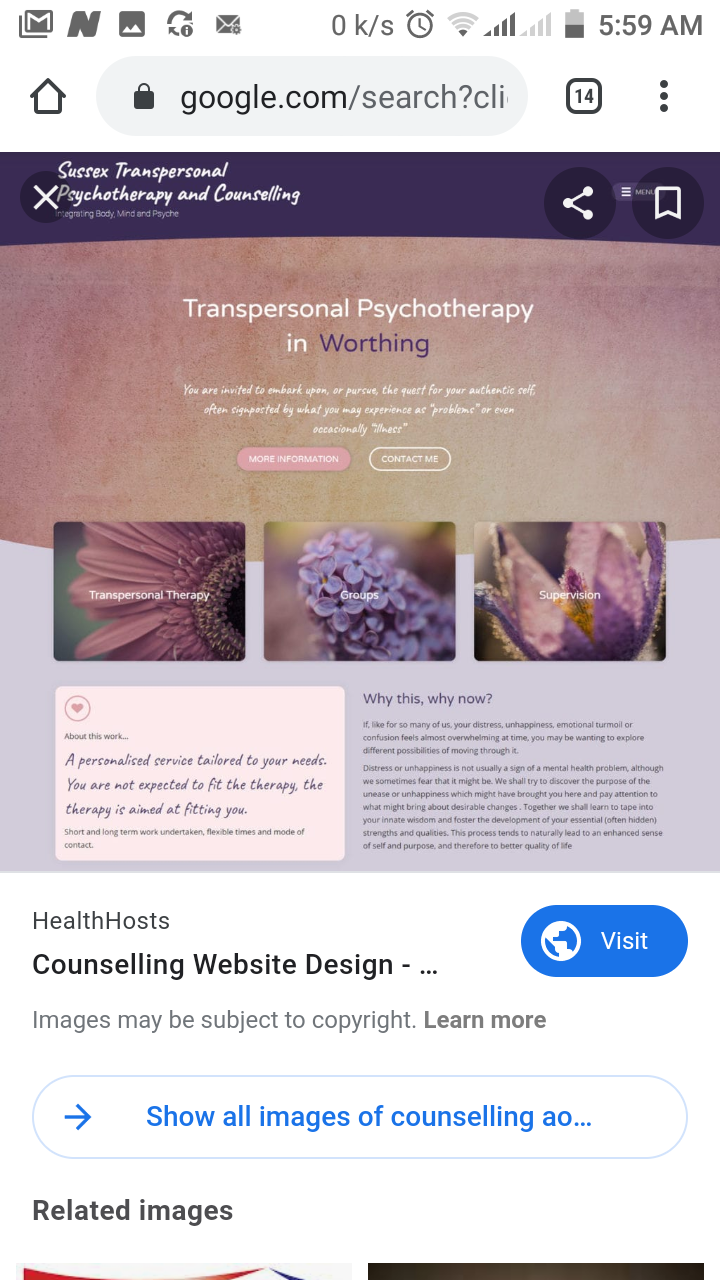 0 k/s 5:59 AM
google.com/search?cli
14
Sussex Transpersonal
Psychotherapy and Counselling
Integrating Body, Mind and Psyche
MENU
Transpersonal Psychotherapy
in Worthing
You are invited to embark upon, or pursue, the quest for your authentic self,
often signposted by what you may experience as “problems” or even
occasionally “illness”
MORE INFORMATION CONTACT ME
Transpersonal Therapy Groups Supervision
About this work...
A personalised service tailored to your needs.
You are not expected to fit the therapy, the
therapy is aimed at fitting you.
Short and long term work undertaken, flexible times and mode of
contact.
Why this, why now?
If, like for so many of us, your distress, unhappiness, emotional turmoil or
confusion feels almost overwhelming at time, you may be wanting to explore
different possibilities of moving through it.
Distress or unhappiness is not usually a sign of a mental health problem, although
we sometimes fear that it might be. We shall try to discover the purpose of the
unease or unhappiness which might have brought you here and pay attention to
what might bring about desirable changes . Together we shall learn to tape into
your innate wisdom and foster the development of your essential (often hidden)
strengths and qualities. This process tends to naturally lead to an enhanced sense
of self and purpose, and therefore to better quality of life
HealthHosts
Counselling Website Design - ...
Visit
Images may be subject to copyright. Learn more
Show all images of counselling ao...
Related images